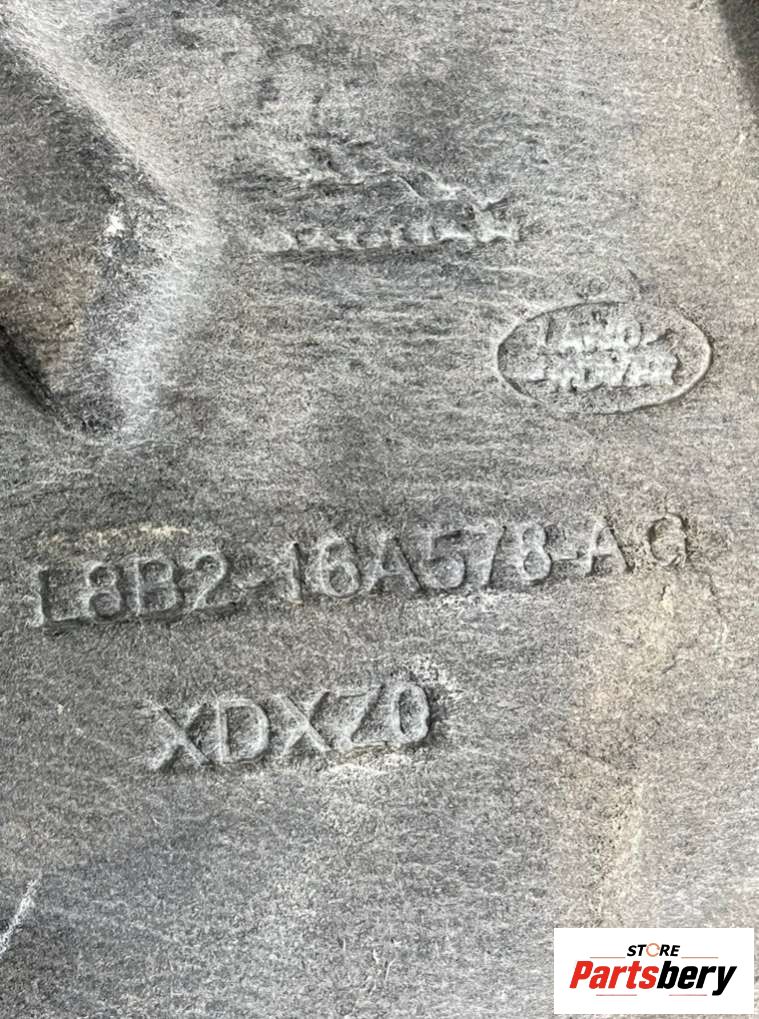 LAND-
ROVER
L8B2-16A578-AC
XDXZ0
STORE
Partsbery